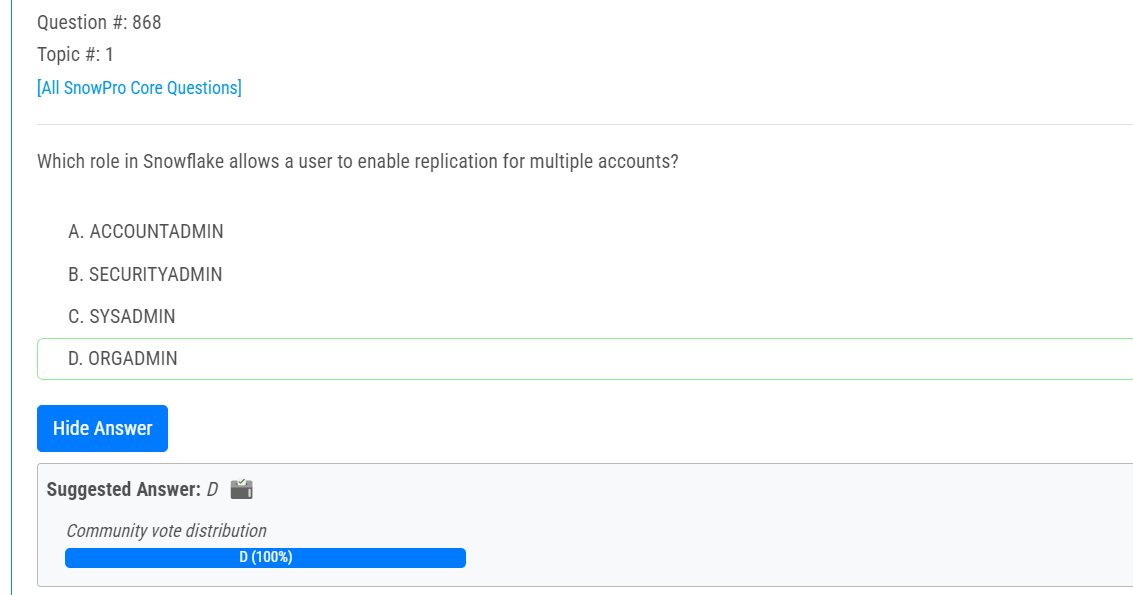 Question #: 868
Topic #: 1
[All SnowPro Core Questions]
Which role in Snowflake allows a user to enable replication for multiple accounts?
A. ACCOUNTADMIN
B. SECURITYADMIN
C. SYSADMIN
D. ORGADMIN
Hide Answer
Suggested Answer: D
Community vote distribution
D (100%)